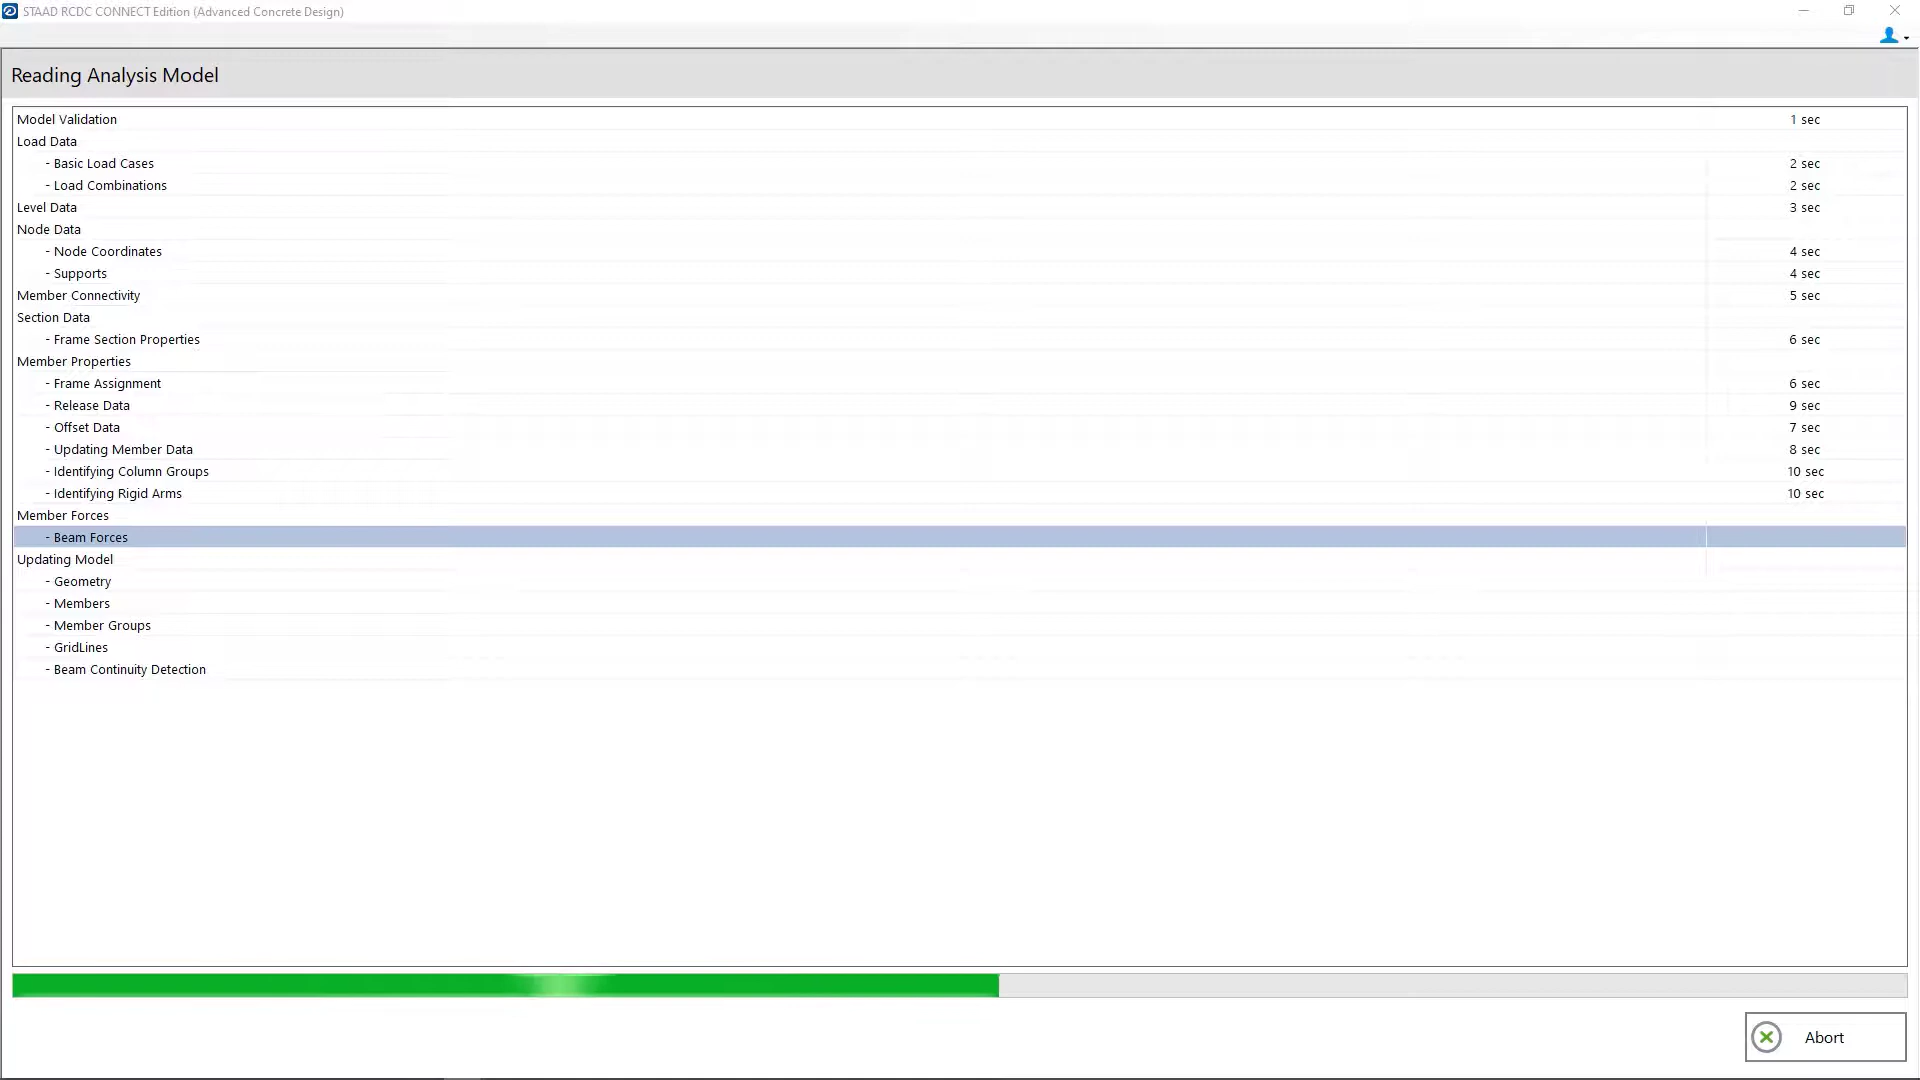 STAAD RCDC CONNECT Edition (Advanced Concrete Design)
Reading Analysis Model
Model Validation 1 sec
Load Data
- Basic Load Cases 2 sec
- Load Combinations 2 sec
Level Data 3 sec
Node Data
- Node Coordinates 4 sec
- Supports 4 sec
Member Connectivity 5 sec
Section Data
- Frame Section Properties 6 sec
Member Properties
- Frame Assignment 6 sec
- Release Data 9 sec
- Offset Data 7 sec
- Updating Member Data 8 sec
- Identifying Column Groups 10 sec
- Identifying Rigid Arms 10 sec
Member Forces
- Beam Forces
Updating Model
- Geometry
- Members
- Member Groups
- GridLines
- Beam Continuity Detection
Abort